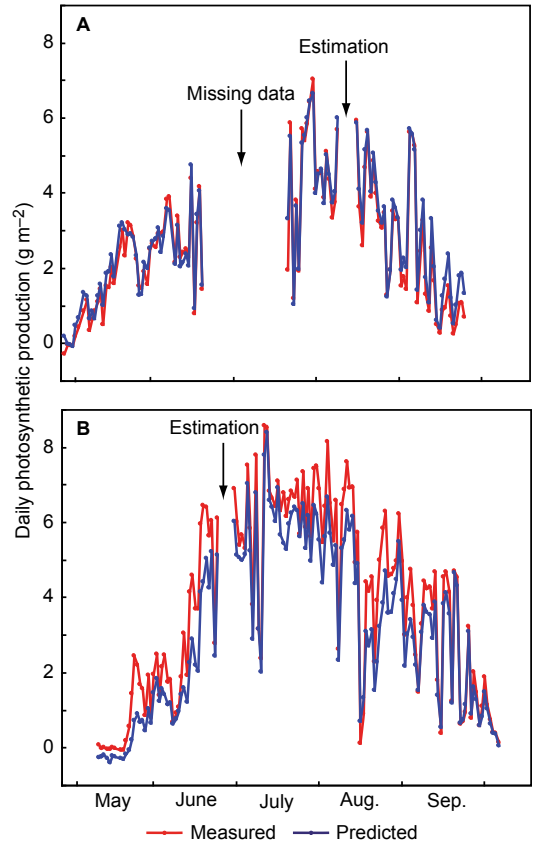 A
8
6
4
2
0
Estimation
Missing data
Daily photosynthetic production (g m⁻²)
B
8
6
4
2
0
Estimation
May June July Aug. Sep.
Measured Predicted